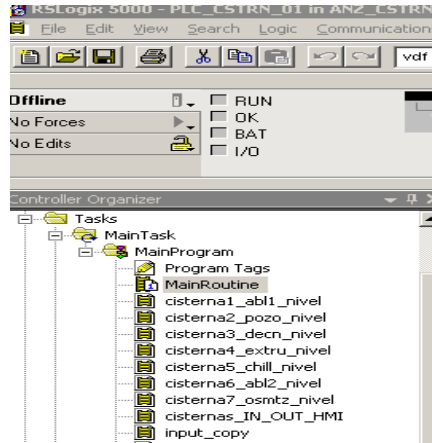 RSLogix 5000 - PLC_CSTRN_01 in ANZ_CSTRN
File Edit View Search Logic Communication
vdf
Offline RUN
No Forces OK
No Edits BAT
I/O
Controller Organizer
Tasks
MainTask
MainProgram
Program Tags
MainRoutine
cisterna1_abl1_nivel
cisterna2_pozo_nivel
cisterna3_decn_nivel
cisterna4_extru_nivel
cisterna5_chill_nivel
cisterna6_abl2_nivel
cisterna7_osmtz_nivel
cisternas_IN_OUT_HMI
input_copy